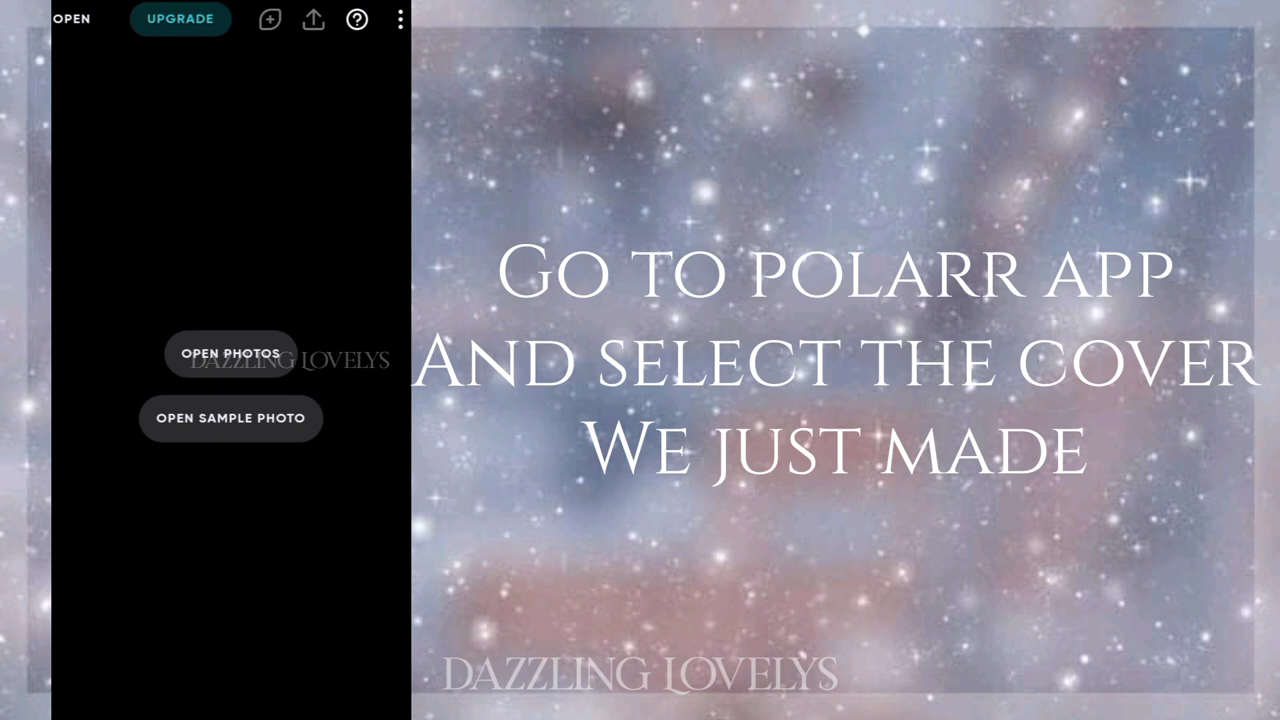 OPEN
UPGRADE
OPEN PHOTOS
DAZZLING LOVELYS
OPEN SAMPLE PHOTO
Go to polarr app
And select the cover
We just made
Dazzling Lovelys